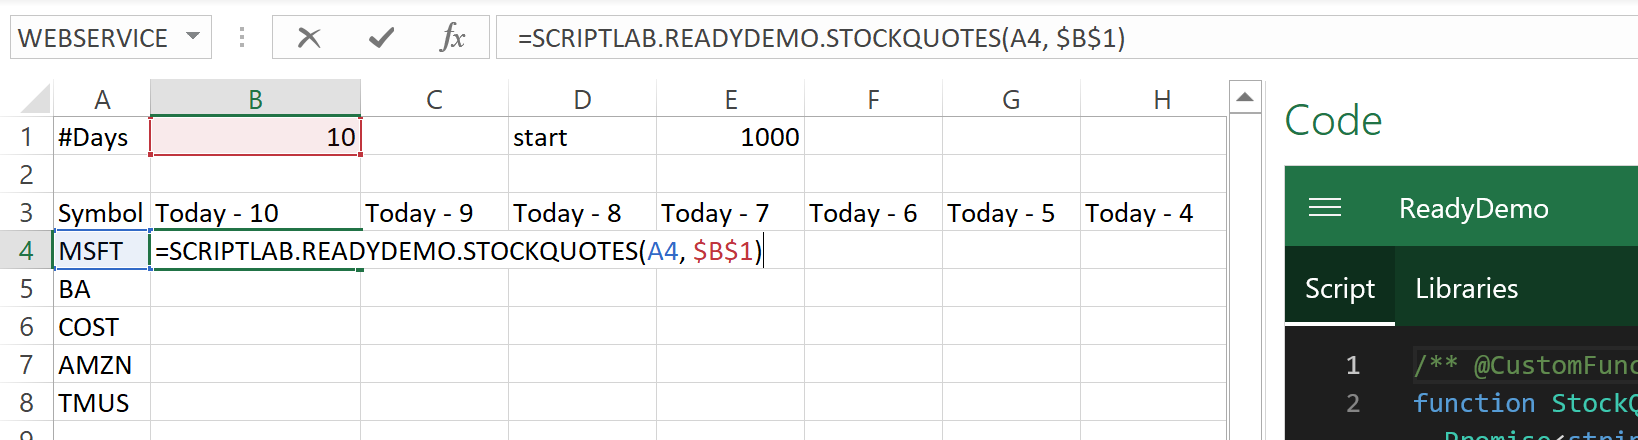 WEBSERVICE fx =SCRIPTLAB.READYDEMO.STOCKQUOTES(A4, $B$1)
A B C D E F G H
1 #Days 10 start 1000
2
3 Symbol Today - 10 Today - 9 Today - 8 Today - 7 Today - 6 Today - 5 Today - 4
4 MSFT =SCRIPTLAB.READYDEMO.STOCKQUOTES(A4, $B$1)
5 BA
6 COST
7 AMZN
8 TMUS
Code
ReadyDemo
Script Libraries
1 /** @CustomFunc
2 function StockQ